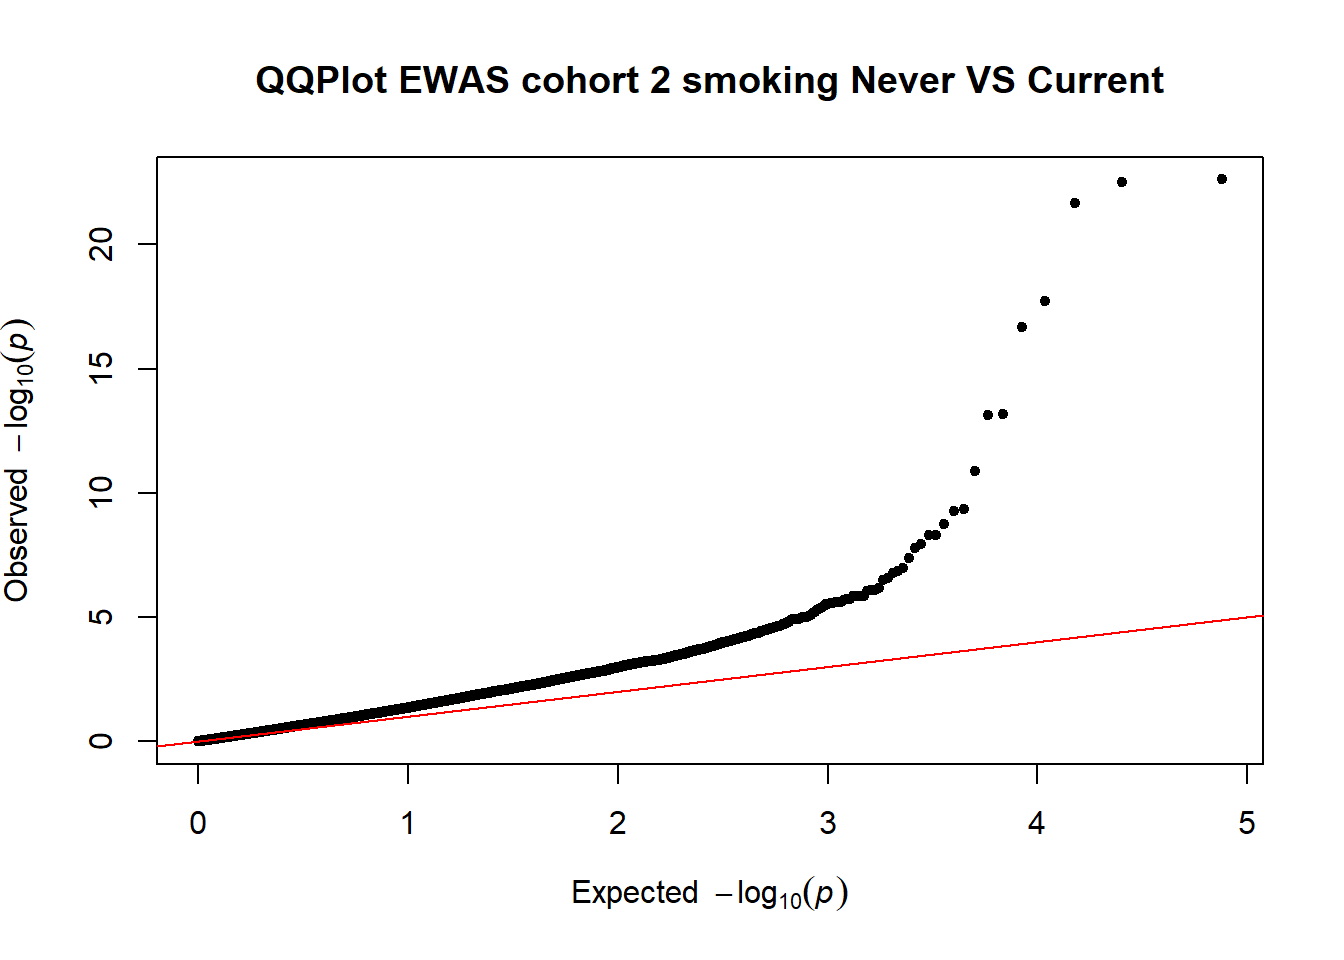 QQPlot EWAS cohort 2 smoking Never VS Current
Observed −log10(p)
20
15
10
5
0
0 1 2 3 4 5
Expected −log10(p)